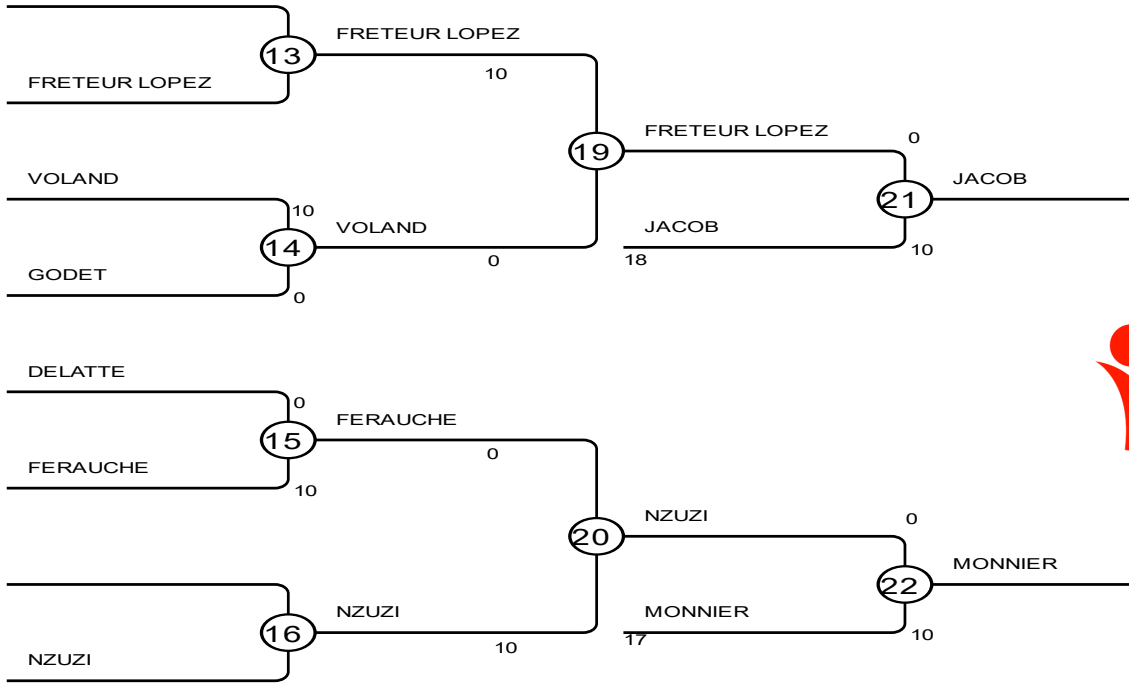 FRETEUR LOPEZ
13
10
FRETEUR LOPEZ
FRETEUR LOPEZ
0
19
VOLAND
JACOB
21
10
VOLAND
JACOB
14
0
18
10
GODET
0
DELATTE
0
FERAUCHE
15
0
FERAUCHE
10
NZUZI
0
20
MONNIER
22
NZUZI
MONNIER
16
10
17
10
NZUZI